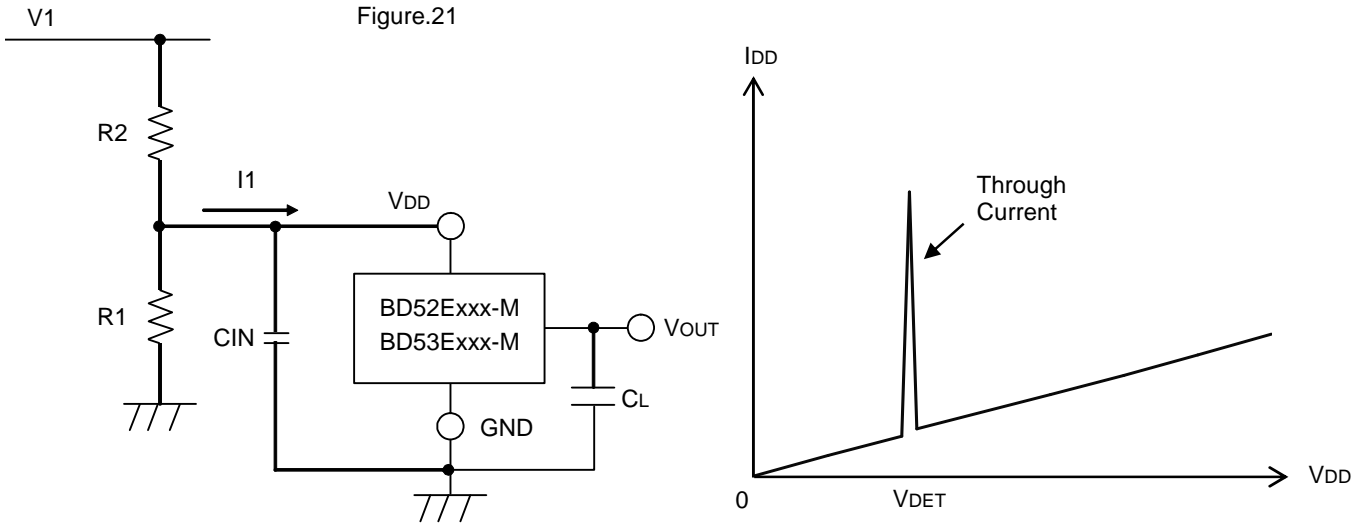 V1
Figure.21
R2
I1
VDD
R1
CIN
BD52Exxx-M
BD53Exxx-M
VOUT
CL
GND
IDD
Through
Current
0
VDET
VDD